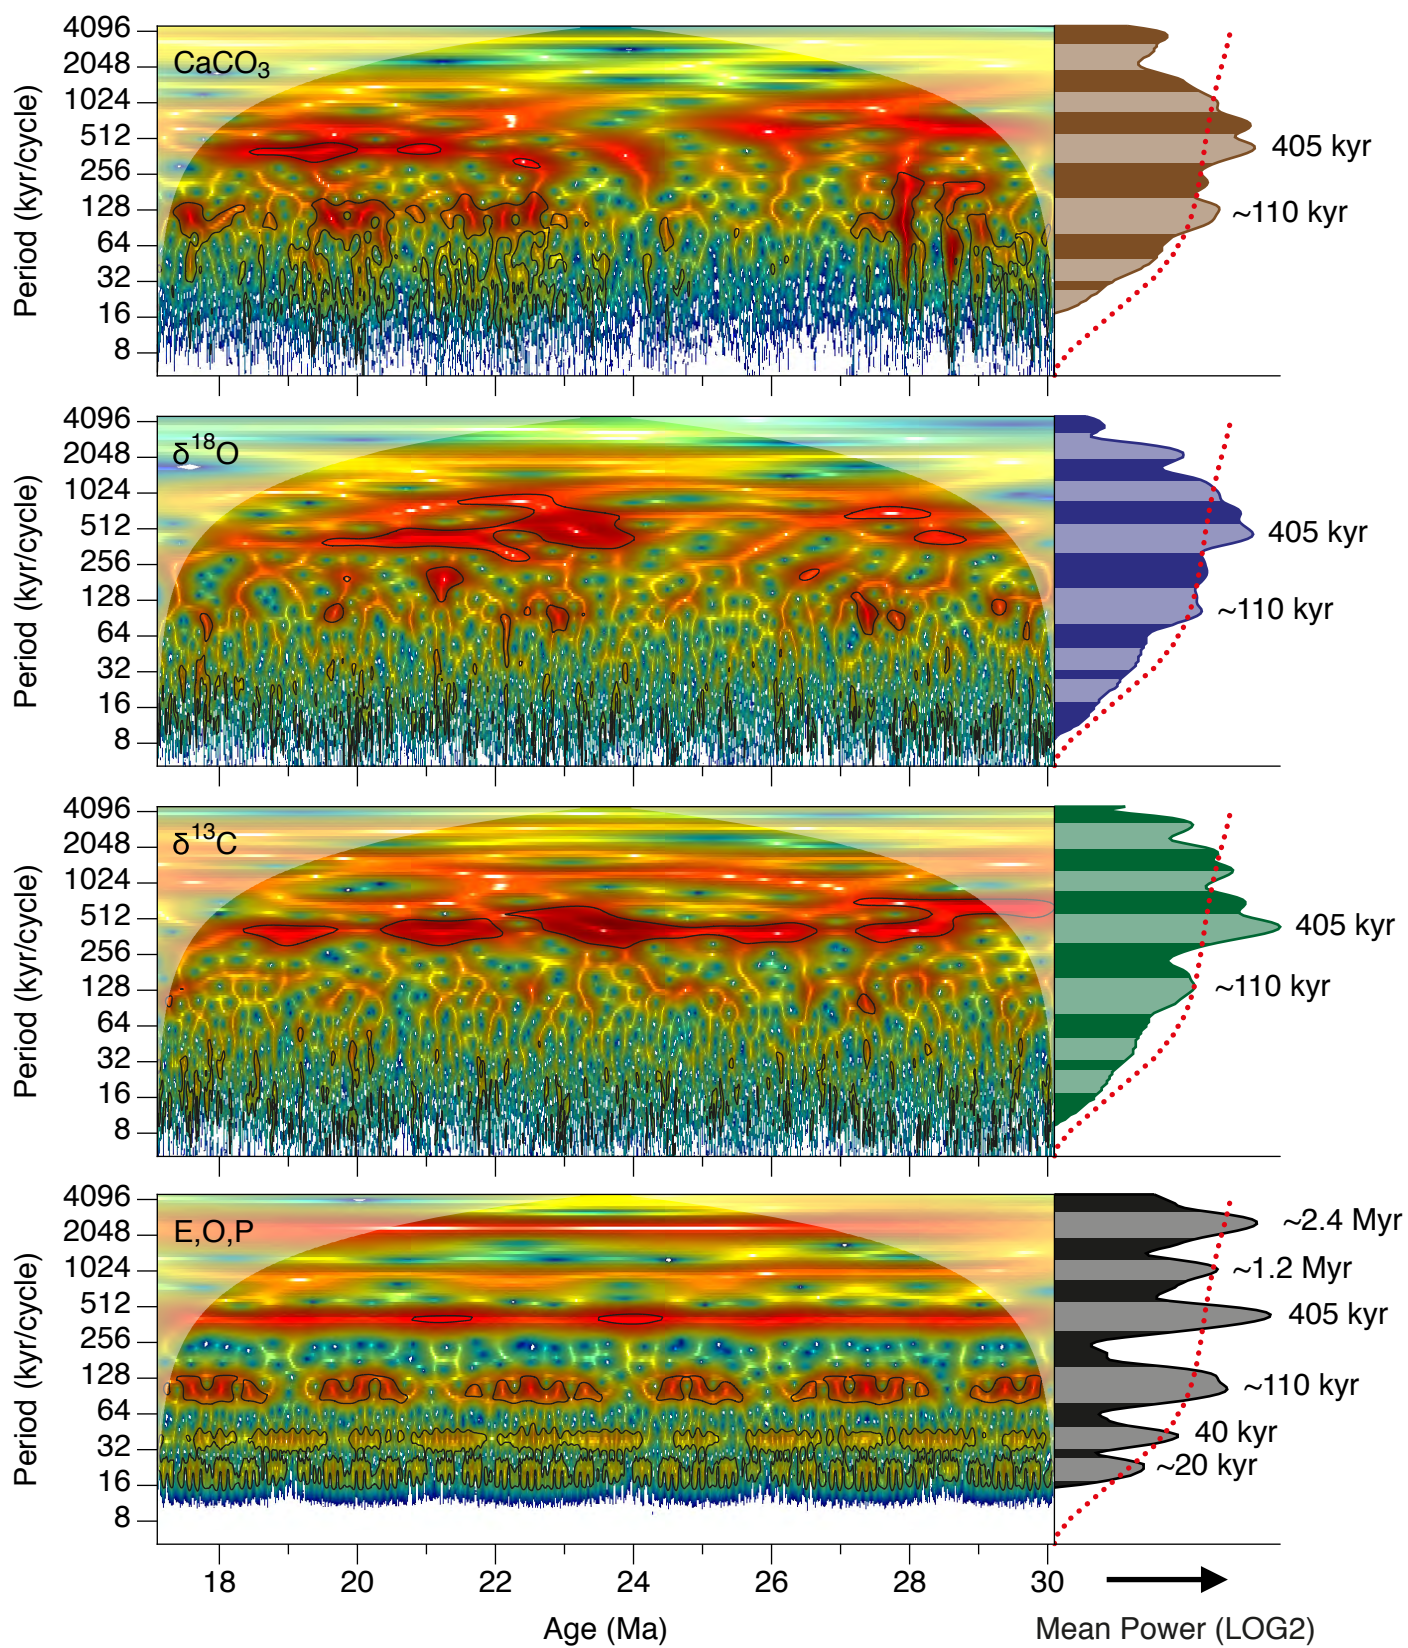 4096
2048
1024
512
256
128
64
32
16
8
Period (kyr/cycle)
CaCO₃
405 kyr
~110 kyr
4096
2048
1024
512
256
128
64
32
16
8
Period (kyr/cycle)
δ¹⁸O
405 kyr
~110 kyr
4096
2048
1024
512
256
128
64
32
16
8
Period (kyr/cycle)
δ¹³C
405 kyr
~110 kyr
4096
2048
1024
512
256
128
64
32
16
8
Period (kyr/cycle)
E,O,P
~2.4 Myr
~1.2 Myr
405 kyr
~110 kyr
40 kyr
~20 kyr
18 20 22 24 26 28 30
Age (Ma)
Mean Power (LOG2)